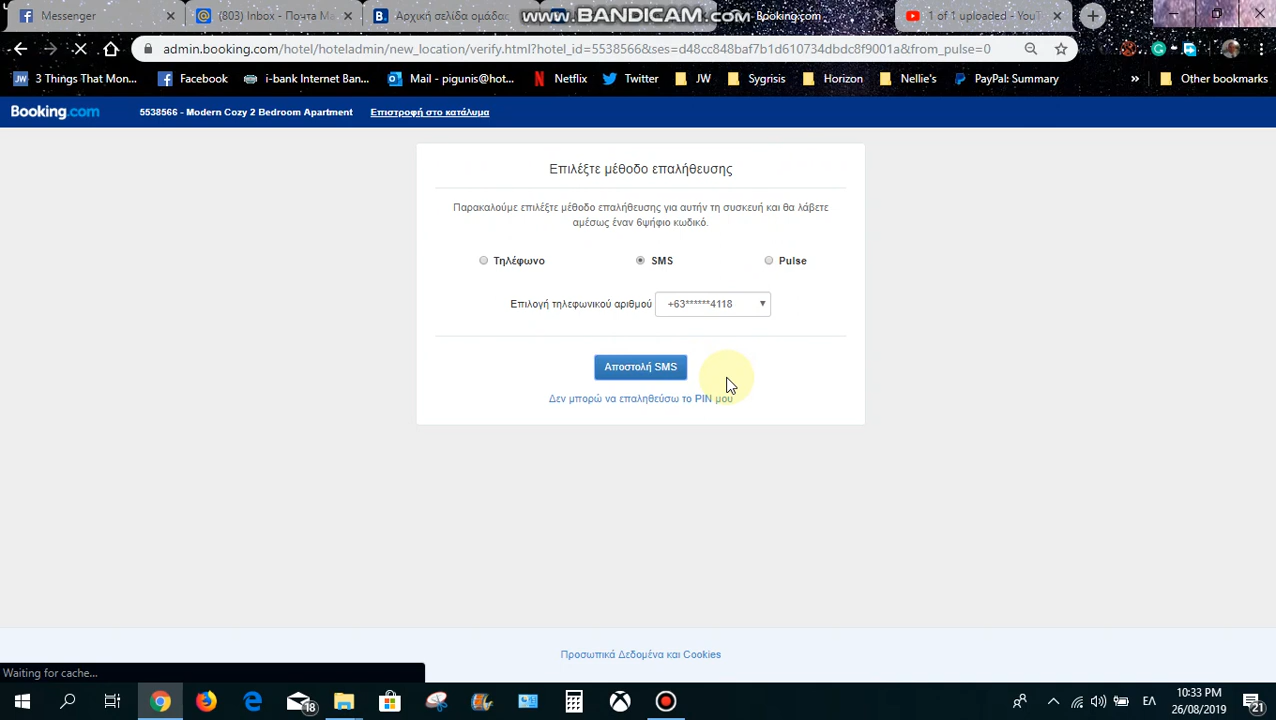 Messenger
(803) Inbox - Почта Ma
Αρχική σελίδα ομάδας
www.BANDICAM.com
Booking.com
1 of 1 uploaded - YouT
admin.booking.com/hotel/hoteladmin/new_location/verify.html?hotel_id=5538566&ses=d48cc848baf7b1d610734dbdc8f9001a&from_pulse=0
3 Things That Mon...
Facebook
i-bank Internet Ban...
Mail - pigunis@hot...
Netflix
Twitter
JW
Sygrisis
Horizon
Nellie's
PayPal: Summary
»
Other bookmarks
Booking.com
5538566 - Modern Cozy 2 Bedroom Apartment
Επιστροφή στο κατάλυμα
Επιλέξτε μέθοδο επαλήθευσης
Παρακαλούμε επιλέξτε μέθοδο επαλήθευσης για αυτήν τη συσκευή και θα λάβετε
αμέσως έναν 6ψήφιο κωδικό.
Τηλέφωνο
SMS
Pulse
Επιλογή τηλεφωνικού αριθμού
+63******4118
Αποστολή SMS
Δεν μπορώ να επαληθεύσω το PIN μου
Προσωπικά Δεδομένα και Cookies
Waiting for cache...
18
ΕΛ
10:33 PM
26/08/2019
21